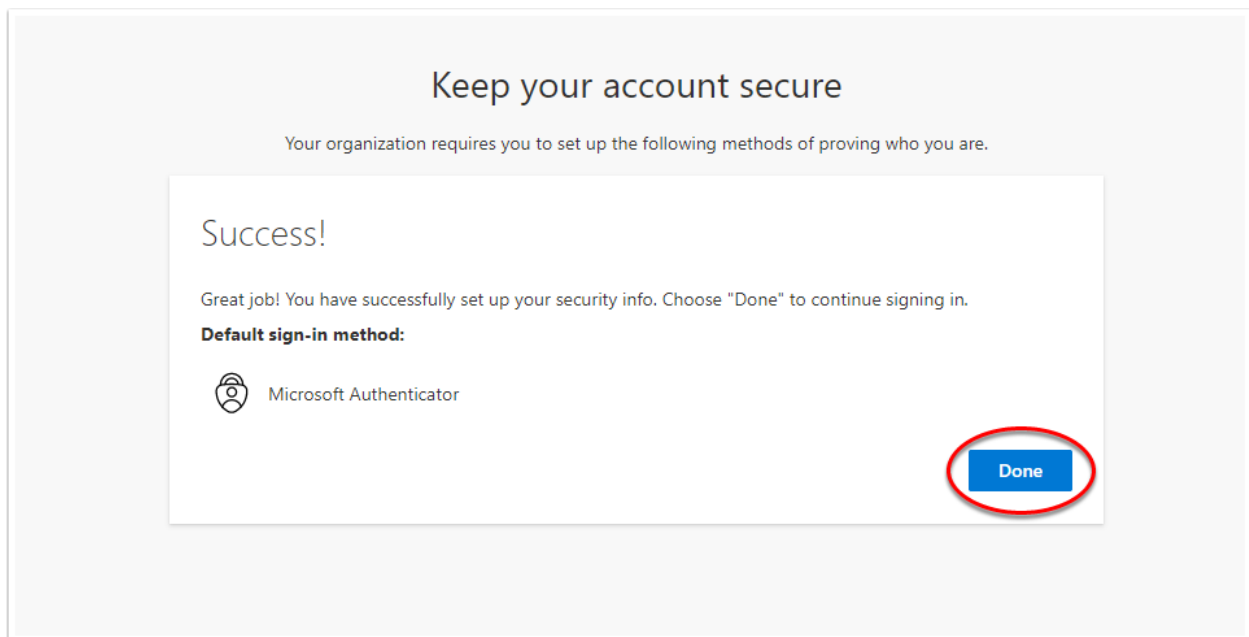 Keep your account secure
Your organization requires you to set up the following methods of proving who you are.
Success!
Great job! You have successfully set up your security info. Choose "Done" to continue signing in.
Default sign-in method:
Microsoft Authenticator
Done